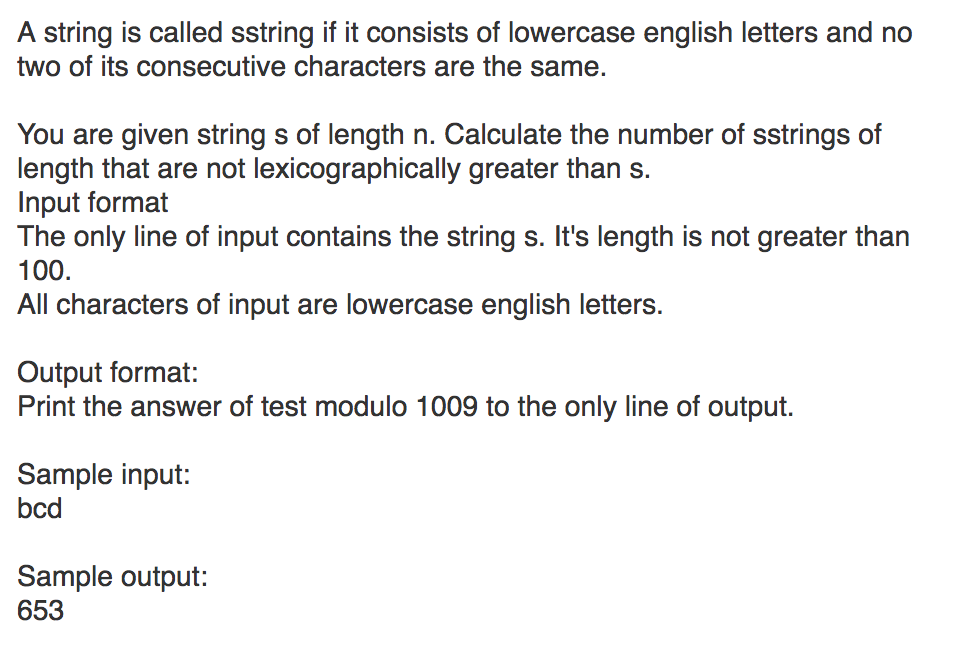 A string is called sstring if it consists of lowercase english letters and no
two of its consecutive characters are the same.
You are given string s of length n. Calculate the number of sstrings of
length that are not lexicographically greater than s.
Input format
The only line of input contains the string s. It's length is not greater than
100.
All characters of input are lowercase english letters.
Output format:
Print the answer of test modulo 1009 to the only line of output.
Sample input:
bcd
Sample output:
653